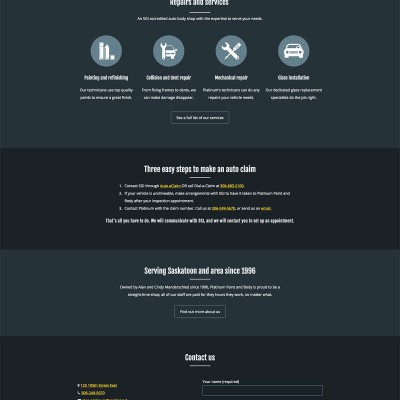 Repairs and services
An SGI accredited auto body shop with the expertise to serve your needs.
Painting and refinishing
Our technicians use top quality
paints to ensure a great finish.
Collision and dent repair
From fixing frames to dents, we
can make damage disappear.
Mechanical repair
Platinum's technicians can do any
repairs your vehicle needs.
Glass installation
Our dedicated glass replacement
specialists do the job right.
See a full list of our services
Three easy steps to make an auto claim
1. Contact SGI through Auto eClaim OR call Dial-a-Claim at 306-683-2100.
2. If your vehicle is undriveable, make arrangements with SGI to have it taken to Platinum Paint and
Body after your inspection appointment.
3. Contact Platinum with the claim number. Call us at 306-249-5670, or send us an email.
That's all you have to do. We will communicate with SGI, and we will contact you to set up an appointment.
Serving Saskatoon and area since 1996
Owned by Alan and Cindy Manderscheid since 1996, Platinum Paint and Body is proud to be a
straight-time shop; all of our staff are paid for they hours they work, no matter what.
Find out more about us
Contact us
123 105th Street East
306-249-5670
Your name (required)